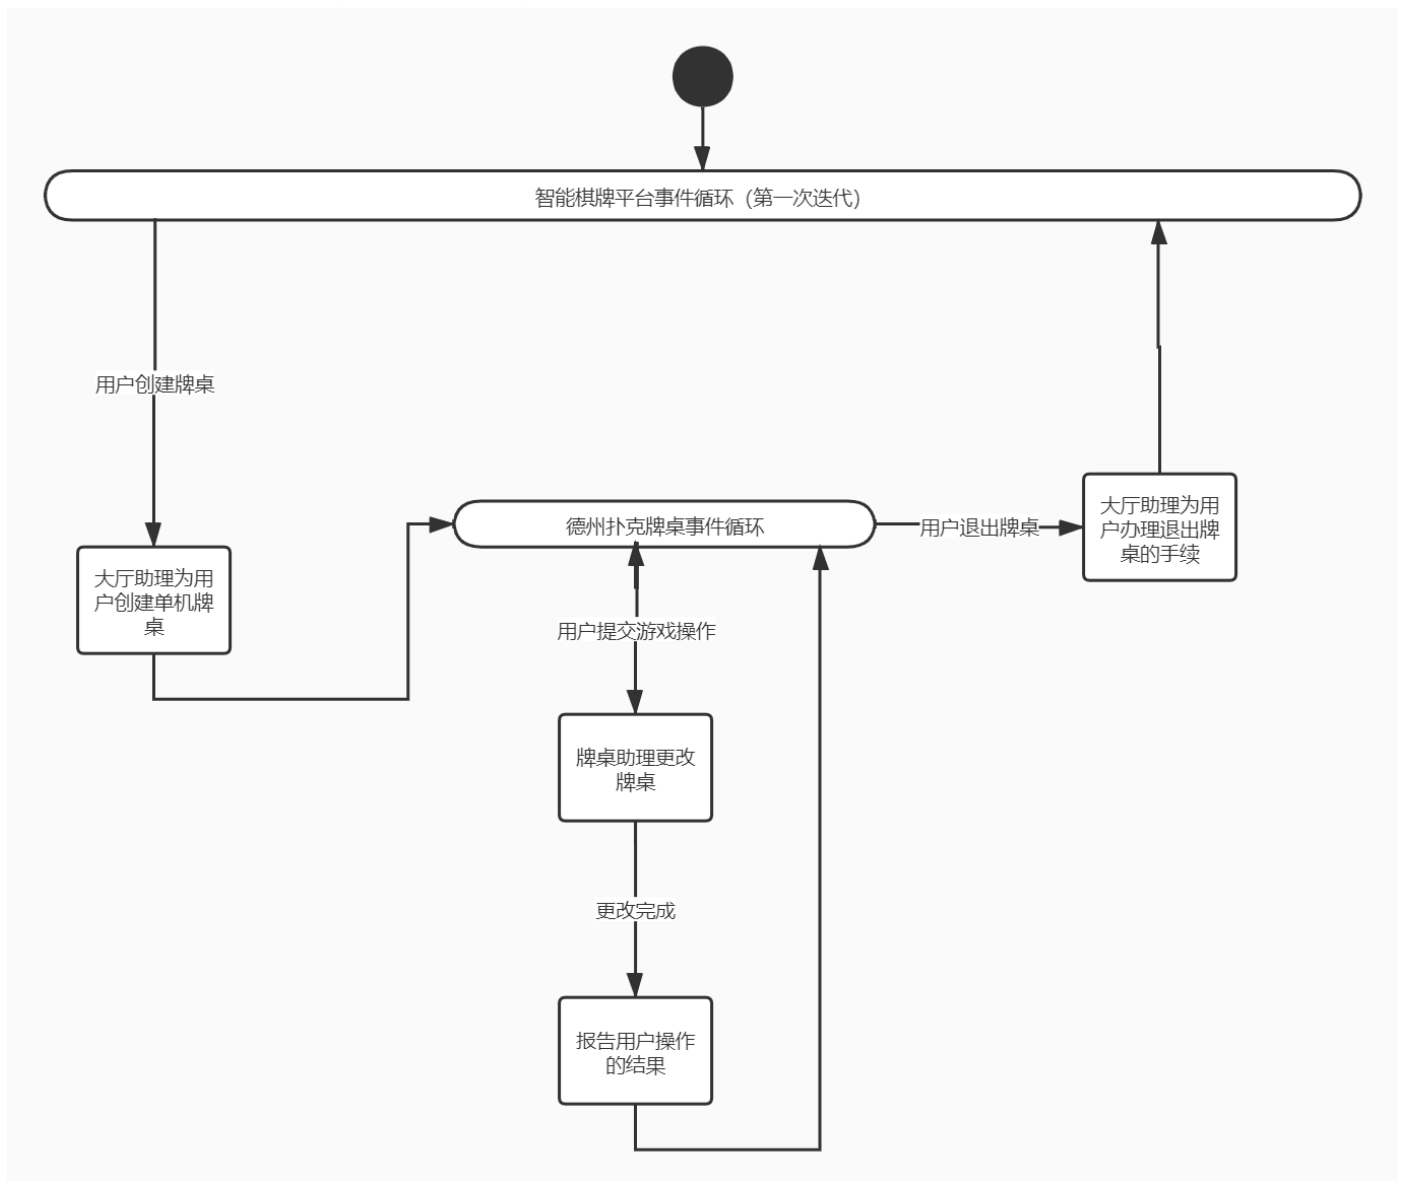 智能棋牌平台事件循环（第一次迭代）
用户创建牌桌
大厅助理为用
户创建单机牌
桌
德州扑克牌桌事件循环
用户退出牌桌
大厅助理为用
户办理退出牌
桌的手续
用户提交游戏操作
牌桌助理更改
牌桌
更改完成
报告用户操作
的结果